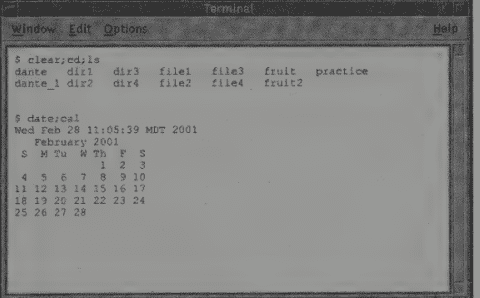 Terminal
Window Edit Options Help
$ clear;cd;ls
dante dir1 dir3 file1 file3 fruit practice
dante_1 dir2 dir4 file2 file4 fruit2
$ date;cal
Wed Feb 28 11:05:39 MDT 2001
February 2001
S M Tu W Th F S
1 2 3
4 5 6 7 8 9 10
11 12 13 14 15 16 17
18 19 20 21 22 23 24
25 26 27 28